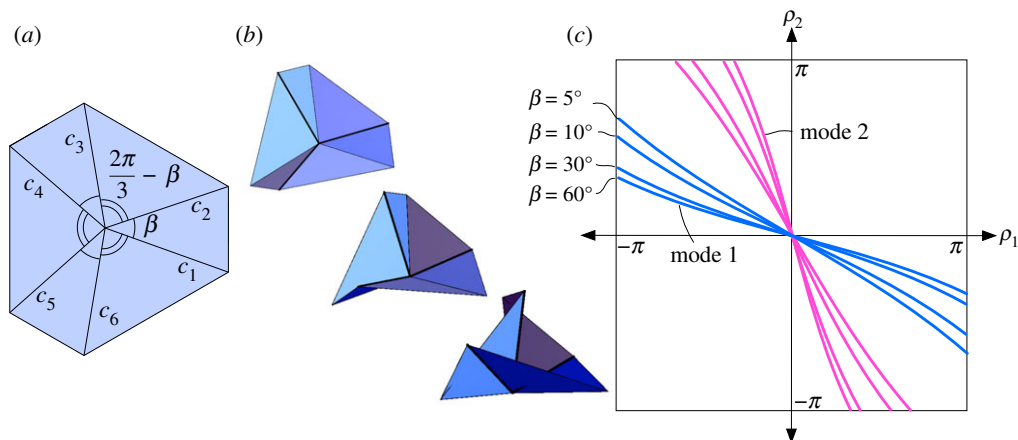 (a)
c₃
2π/3 − β
c₄
c₂
β
c₁
c₅
c₆
(b)
(c)
ρ₂
π
β = 5°
β = 10°
mode 2
β = 30°
β = 60°
−π
mode 1
π
ρ₁
−π